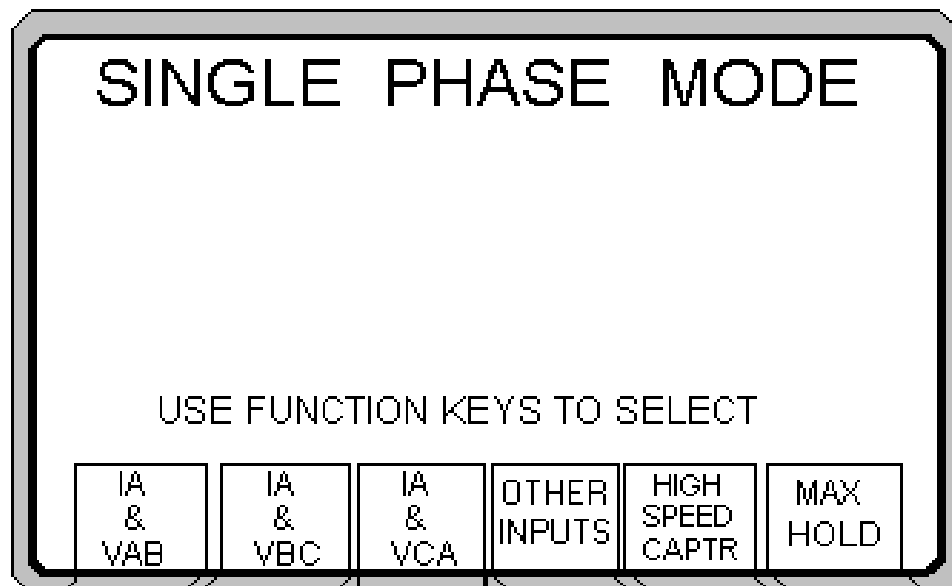 SINGLE PHASE MODE
USE FUNCTION KEYS TO SELECT
IA
&
VAB
IA
&
VBC
IA
&
VCA
OTHER
INPUTS
HIGH
SPEED
CAPTR
MAX
HOLD